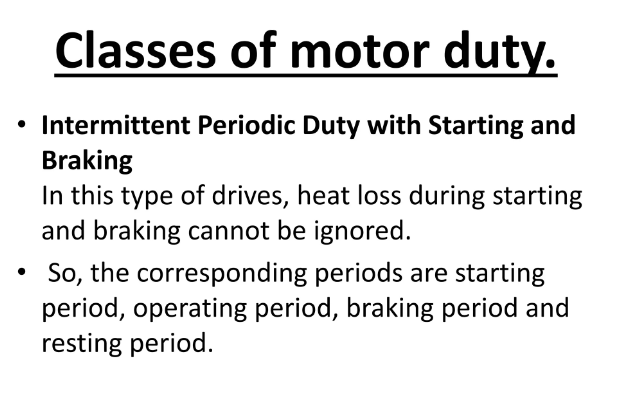 Classes of motor duty.
• Intermittent Periodic Duty with Starting and
Braking
In this type of drives, heat loss during starting
and braking cannot be ignored.
• So, the corresponding periods are starting
period, operating period, braking period and
resting period.